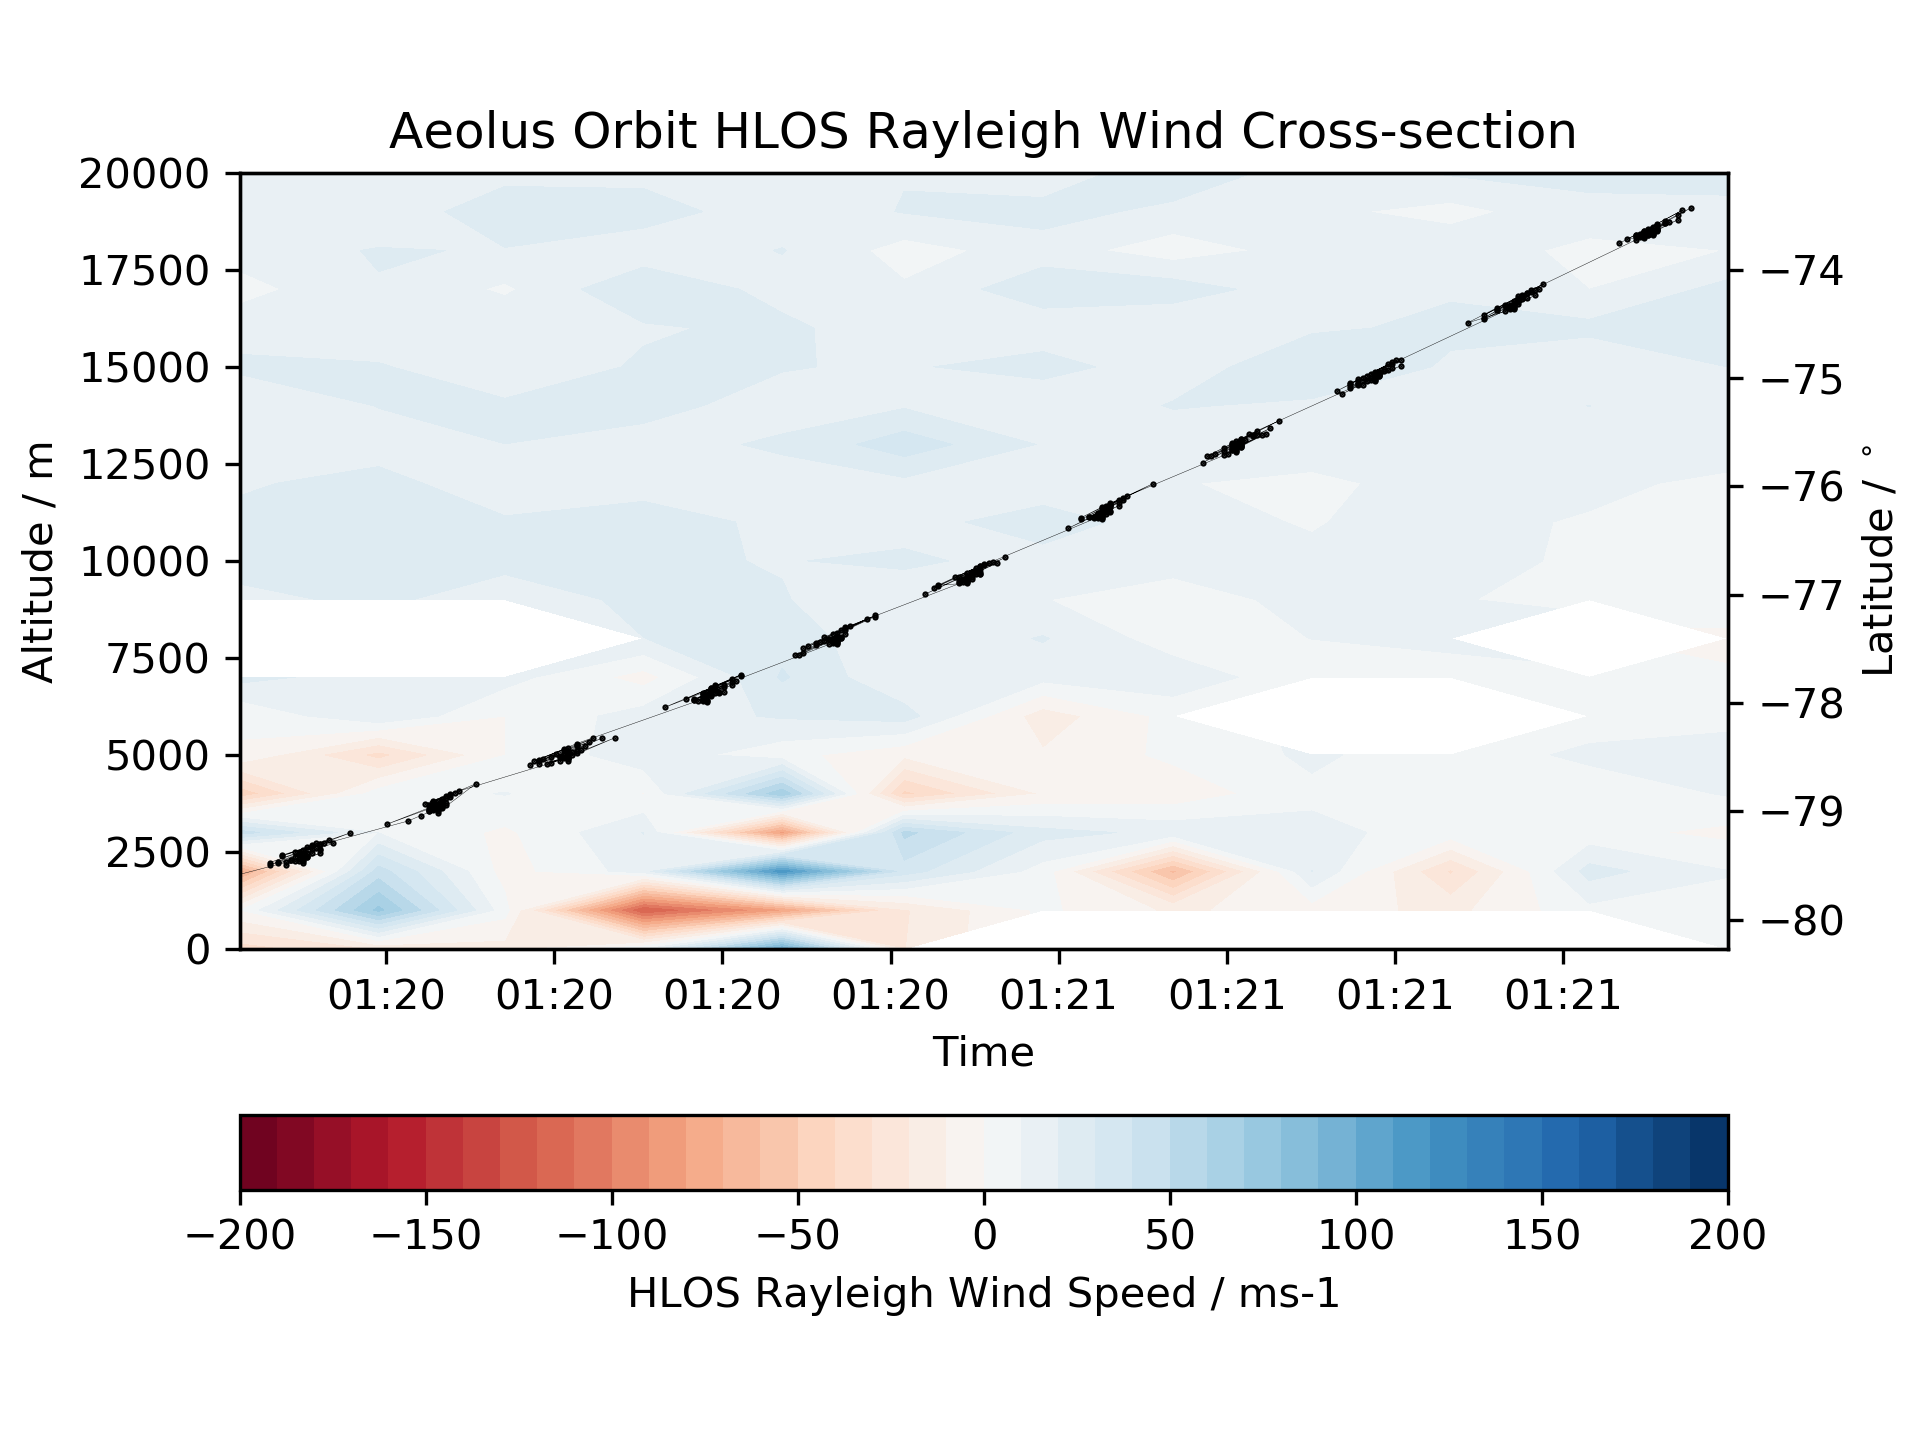 Aeolus Orbit HLOS Rayleigh Wind Cross-section
20000
17500
15000
12500
10000
7500
5000
2500
0
Altitude / m
−74
−75
−76
−77
−78
−79
−80
Latitude / °
01:20 01:20 01:20 01:20 01:21 01:21 01:21 01:21
Time
−200 −150 −100 −50 0 50 100 150 200
HLOS Rayleigh Wind Speed / ms-1